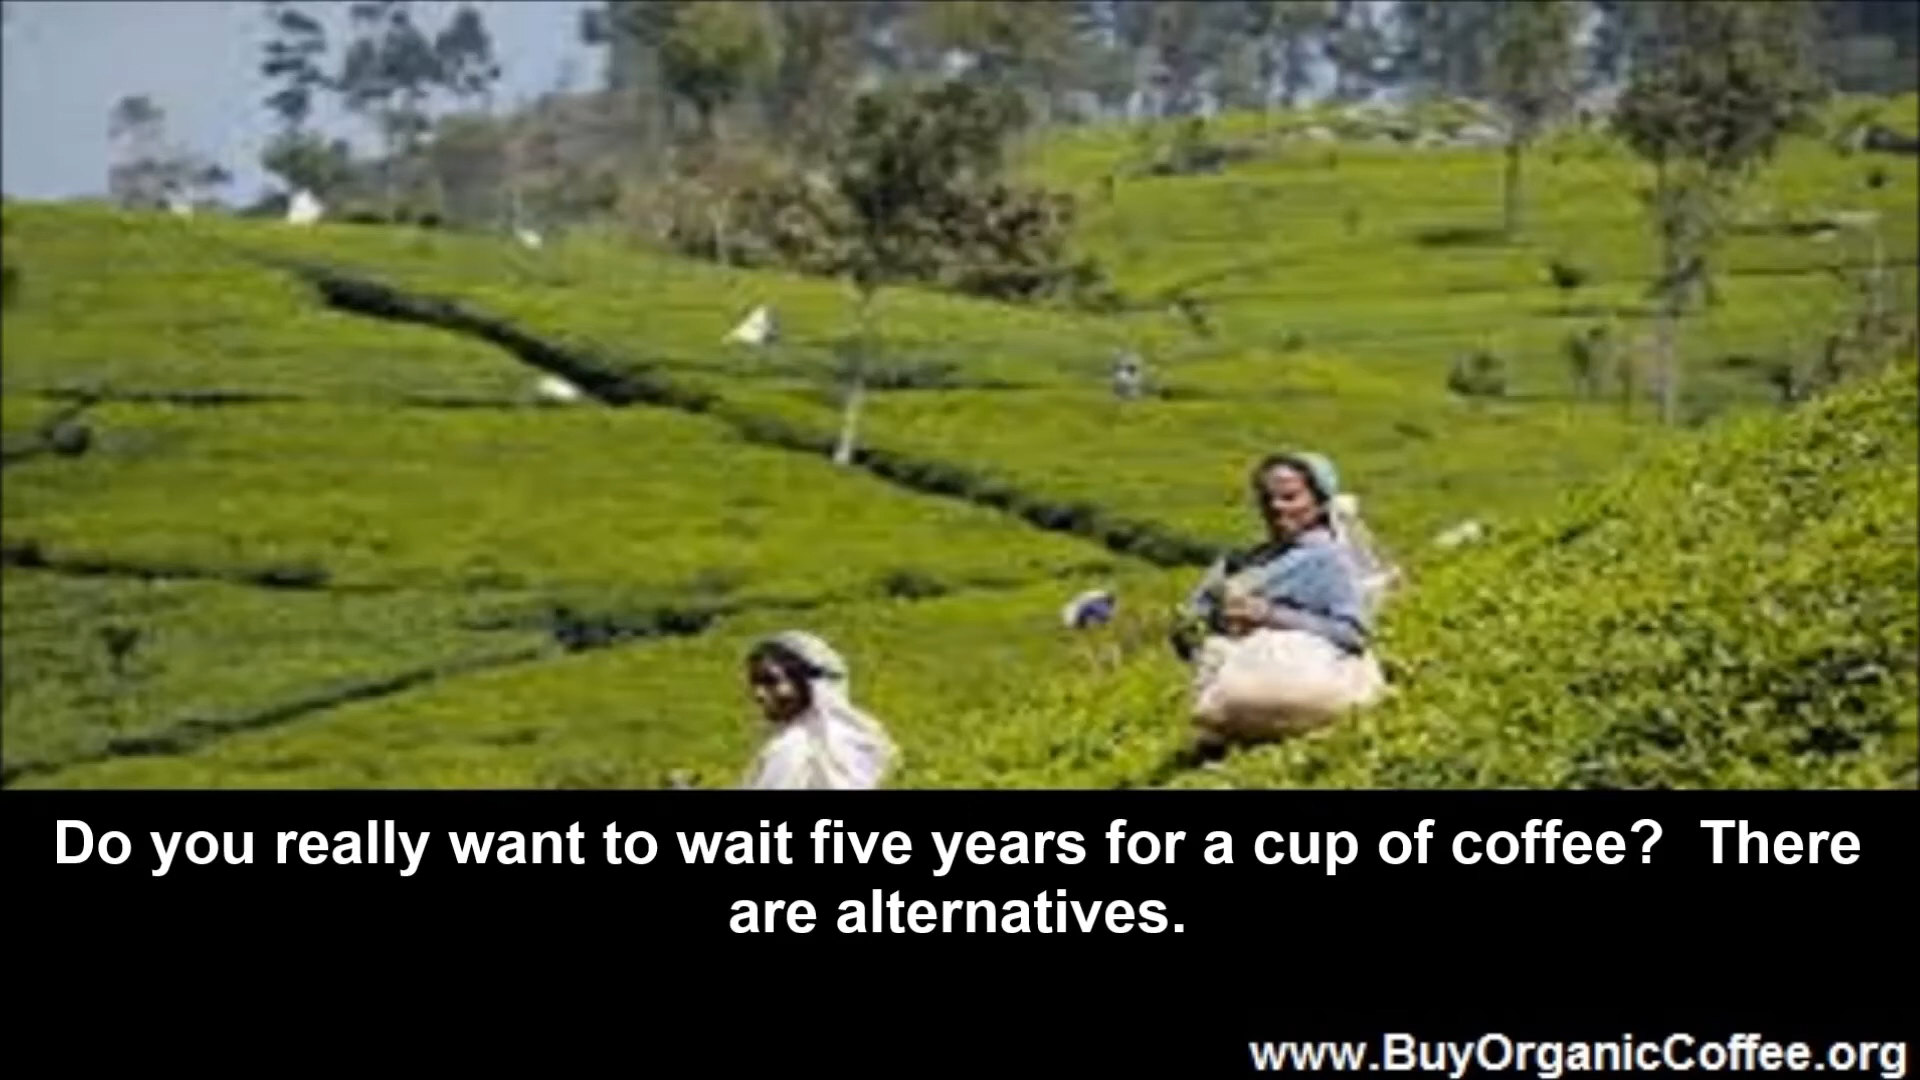 Do you really want to wait five years for a cup of coffee?  There
are alternatives.
www.BuyOrganicCoffee.org